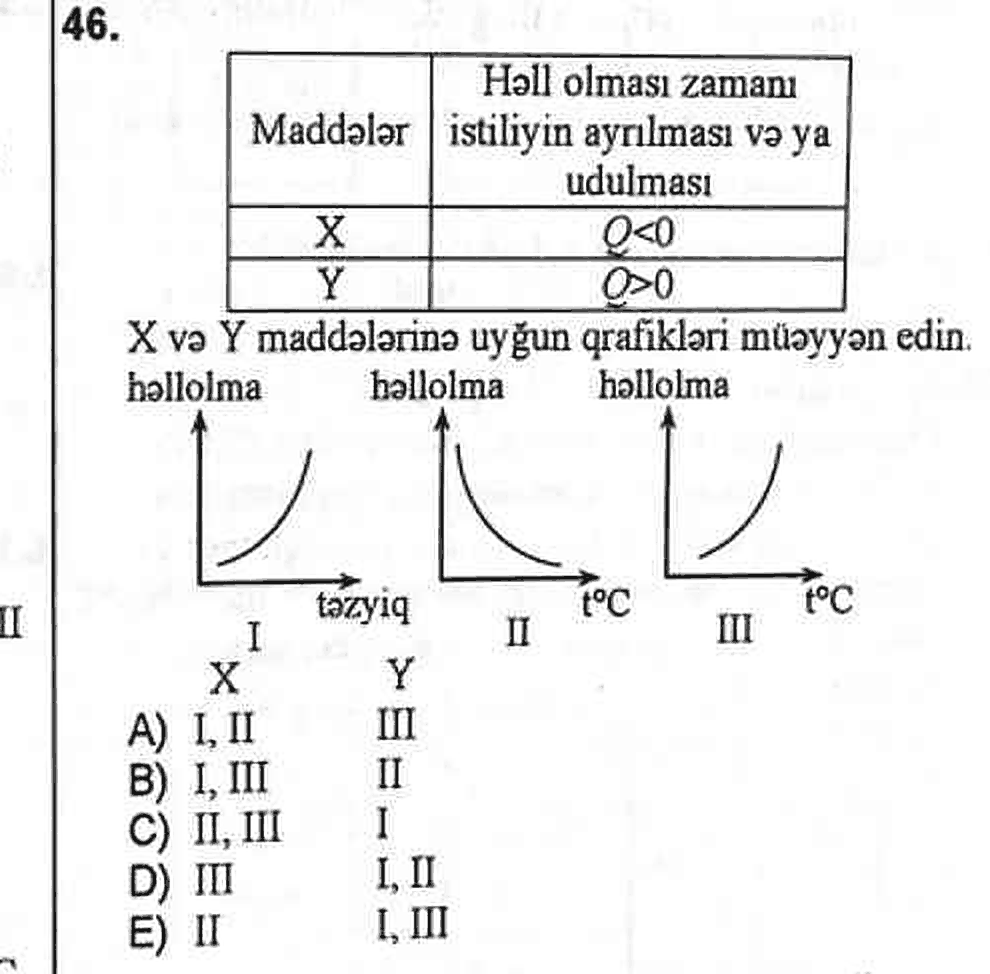 46.
Maddələr
Həll olması zamanı
istiliyin ayrılması və ya
udulması
X Q<0
Y Q>0
X və Y maddələrinə uyğun qrafikləri müəyyən edin.
həllolma həllolma həllolma
təzyiq t°C t°C
I II III
II
X Y
A) I, II III
B) I, III II
C) II, III I
D) III I, II
E) II I, III